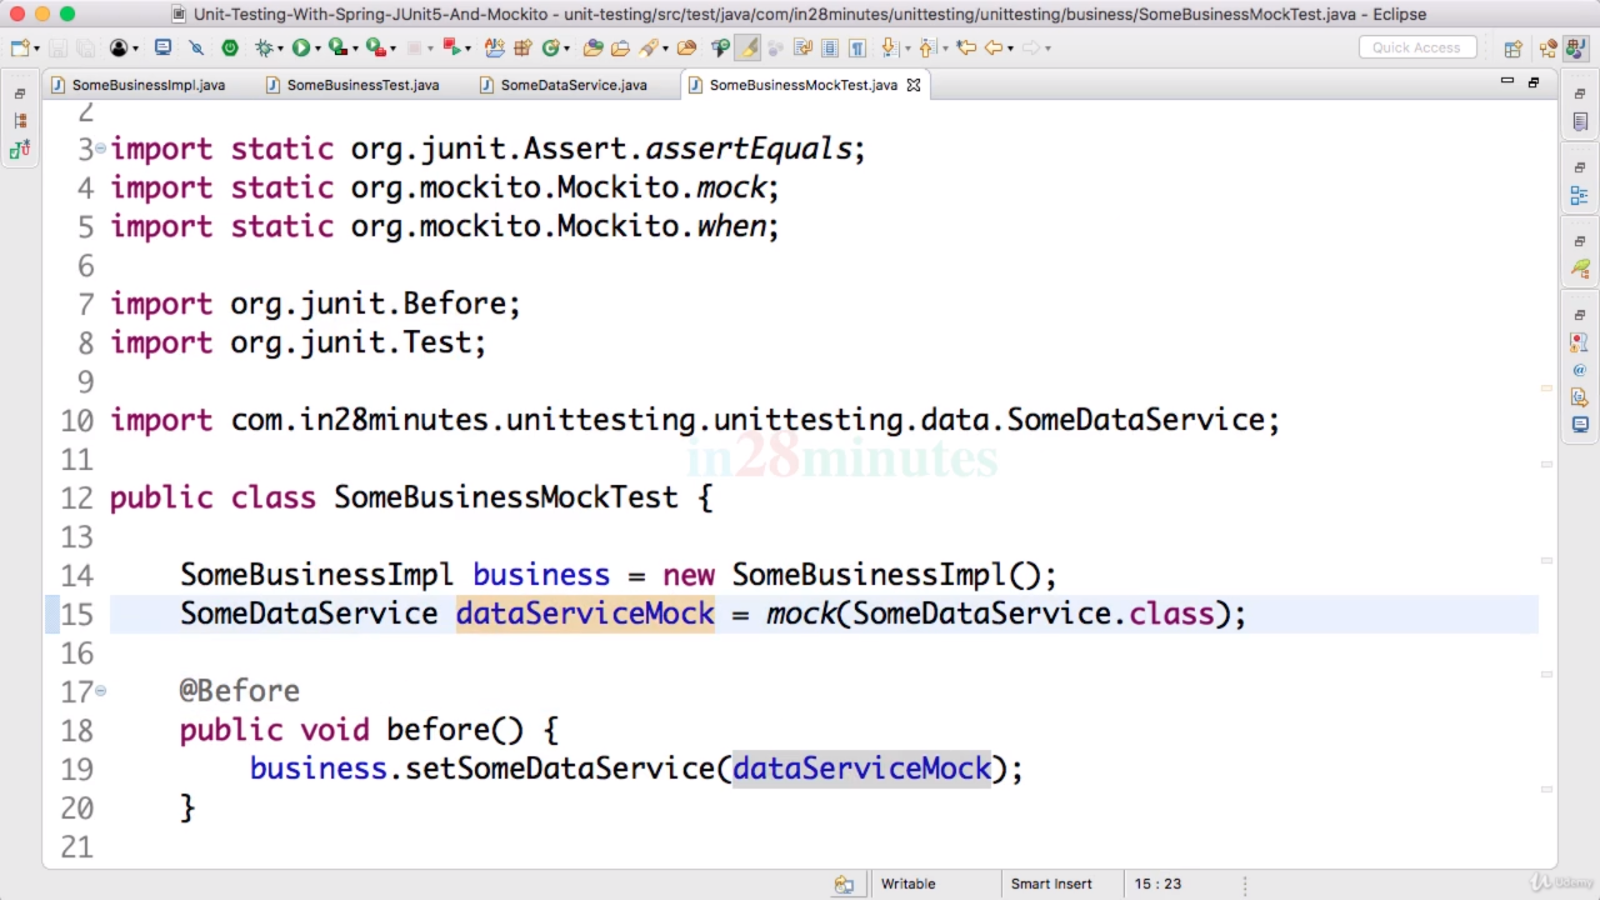 Unit-Testing-With-Spring-JUnit5-And-Mockito - unit-testing/src/test/java/com/in28minutes/unittesting/unittesting/business/SomeBusinessMockTest.java - Eclipse
Quick Access
SomeBusinessImpl.java SomeBusinessTest.java SomeDataService.java SomeBusinessMockTest.java
2
3 import static org.junit.Assert.assertEquals;
4 import static org.mockito.Mockito.mock;
5 import static org.mockito.Mockito.when;
6
7 import org.junit.Before;
8 import org.junit.Test;
9
10 import com.in28minutes.unittesting.unittesting.data.SomeDataService;
11
in28minutes
12 public class SomeBusinessMockTest {
13
14 SomeBusinessImpl business = new SomeBusinessImpl();
15 SomeDataService dataServiceMock = mock(SomeDataService.class);
16
17 @Before
18 public void before() {
19 business.setSomeDataService(dataServiceMock);
20 }
21
Writable Smart Insert 15 : 23
Udemy